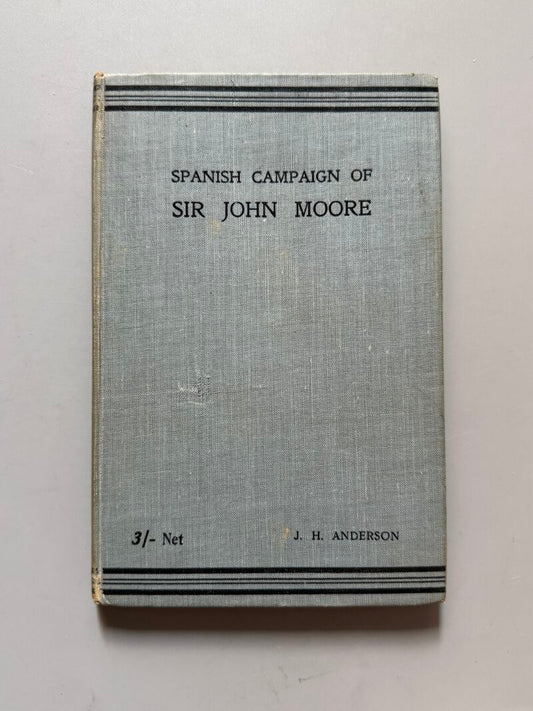 SPANISH CAMPAIGN OF
SIR JOHN MOORE
3/- Net
J. H. ANDERSON